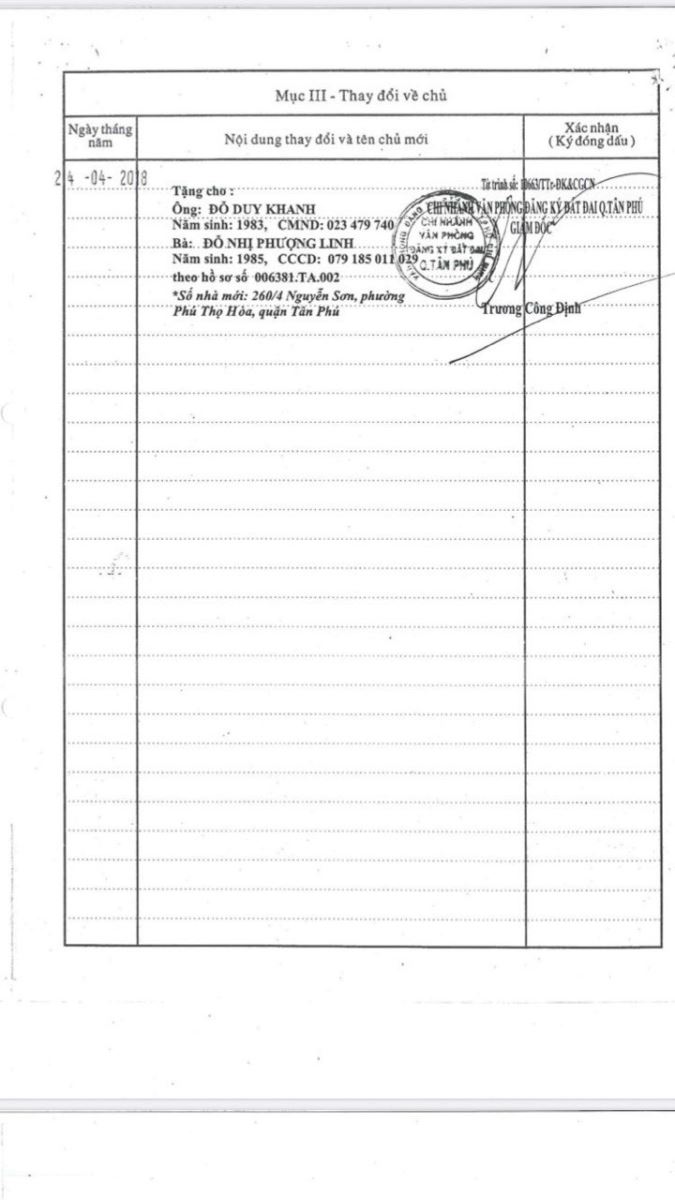 Mục III - Thay đổi về chủ
Ngày tháng năm
Nội dung thay đổi và tên chủ mới
Xác nhận
( Ký đóng dấu )
24 -04- 2018
Tặng cho :
Ông: ĐỖ DUY KHANH
Năm sinh: 1983, CMND: 023 479 740
Bà: ĐỖ NHỊ PHƯỢNG LINH
Năm sinh: 1985, CCCD: 079 185 011 029
theo hồ sơ số 006381.TA.002
*Số nhà mới: 260/4 Nguyễn Sơn, phường
Phú Thọ Hòa, quận Tân Phú
Tờ trình số: /TTr-ĐK&CGCN
CHI NHÁNH VĂN PHÒNG ĐĂNG KÝ ĐẤT ĐAI Q.TÂN PHÚ
GIÁM ĐỐC
CHI NHÁNH
VĂN PHÒNG
ĐĂNG KÝ ĐẤT ĐAI
Q.TÂN PHÚ
Trương Công Định